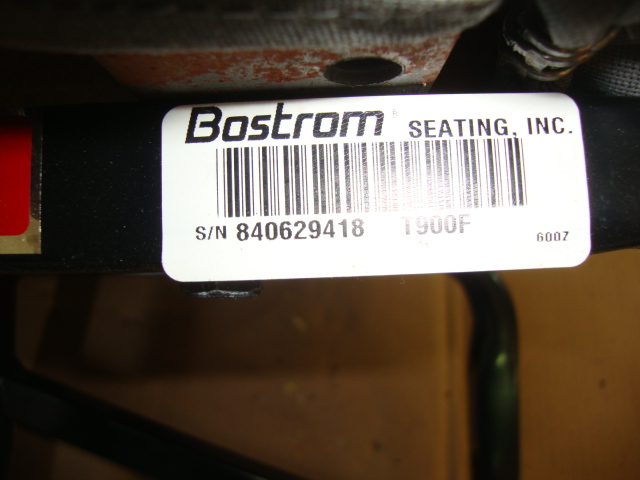 Bostrom® SEATING, INC.
S/N 840629418 T900F
6007